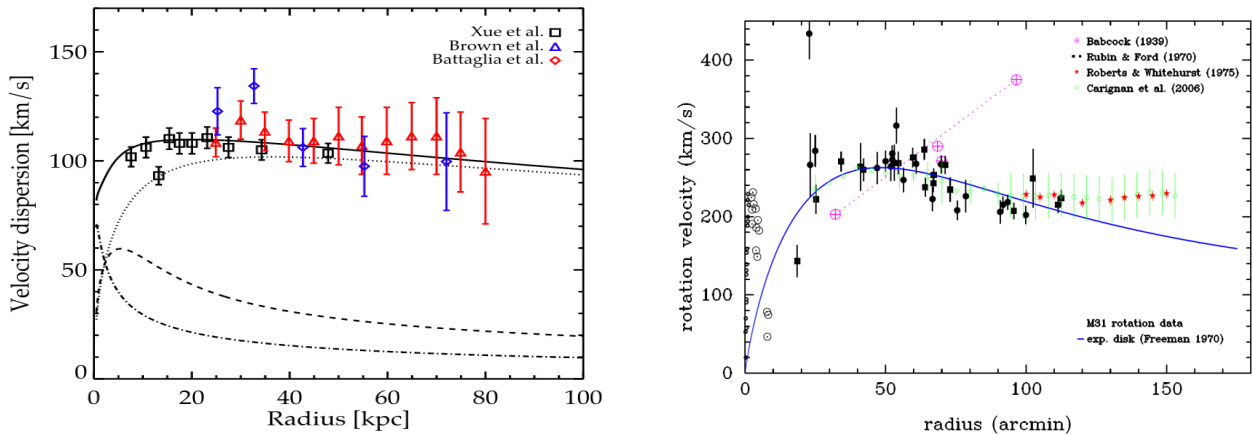 Xue et al.
Brown et al.
Battaglia et al.
150
100
50
0
Velocity dispersion [km/s]
0 20 40 60 80 100
Radius [kpc]
Babcock (1939)
Rubin & Ford (1970)
Roberts & Whitehurst (1975)
Carignan et al. (2006)
400
300
200
100
0
rotation velocity (km/s)
M31 rotation data
exp. disk (Freeman 1970)
0 50 100 150
radius (arcmin)